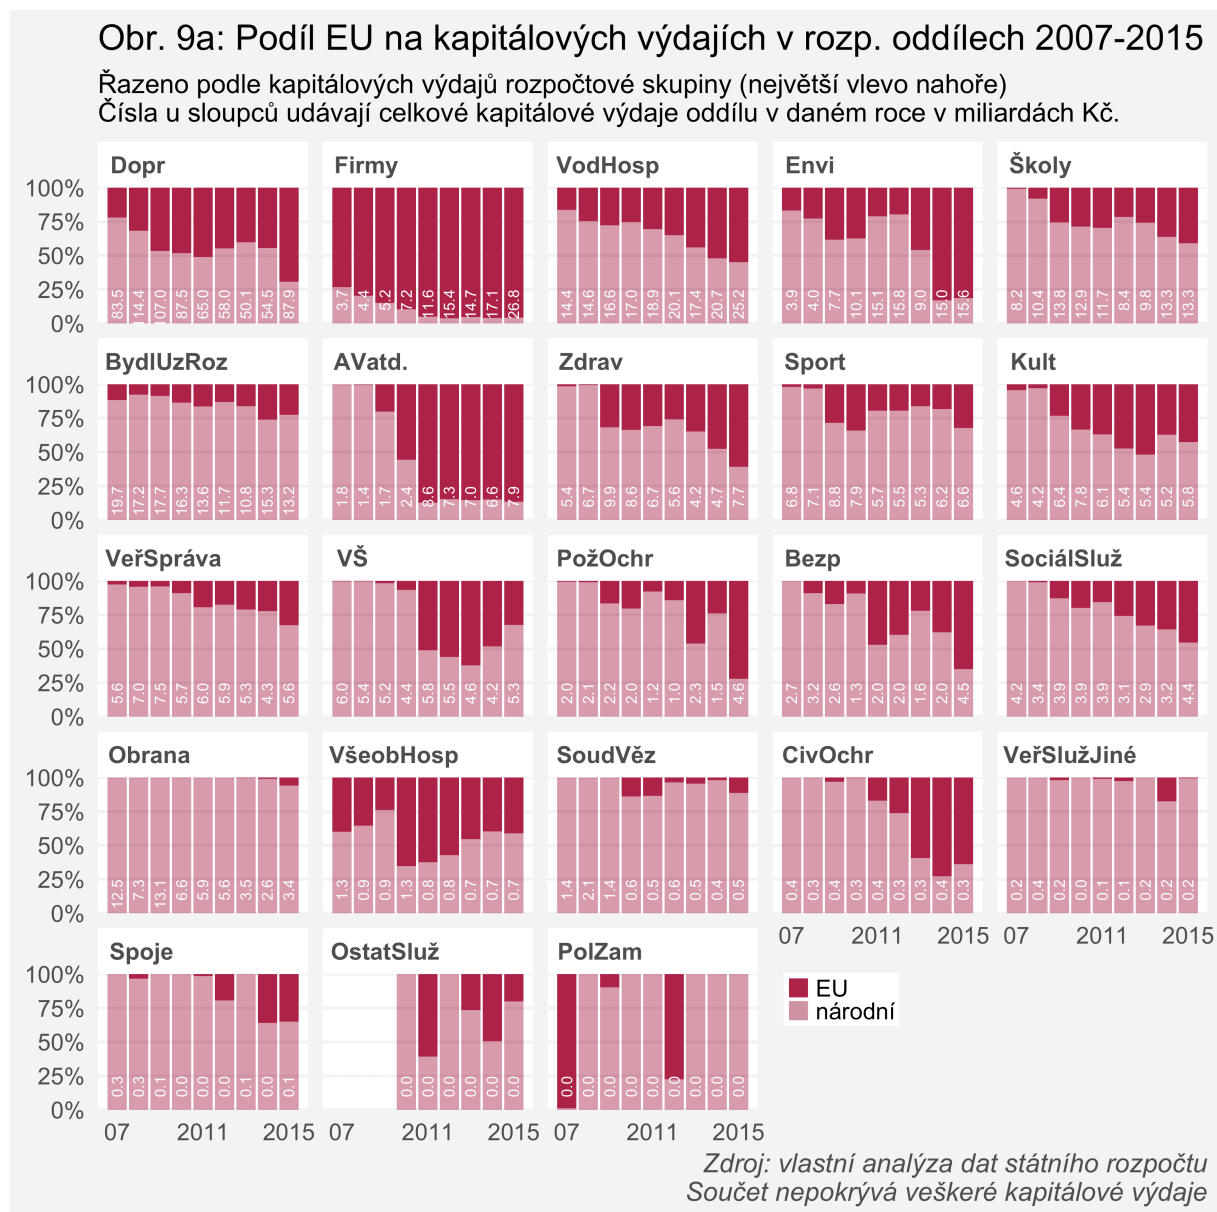 Obr. 9a: Podíl EU na kapitálových výdajích v rozp. oddílech 2007-2015
Řazeno podle kapitálových výdajů rozpočtové skupiny (největší vlevo nahoře)
Čísla u sloupců udávají celkové kapitálové výdaje oddílu v daném roce v miliardách Kč.
Dopr Firmy VodHosp Envi Školy
100%
75%
50%
25%
0%
83.5 14.4 107.0 87.5 65.0 58.0 50.1 54.5 87.9
3.7 4.4 5.2 7.2 11.6 15.4 14.7 17.1 26.8
14.4 14.6 16.6 17.0 18.9 20.1 17.4 20.7 25.2
3.9 4.0 7.7 10.1 15.1 15.8 9.0 15.0 15.6
8.2 10.4 13.8 12.9 11.7 8.4 9.8 13.3 13.3
BydlUzRoz AVatd. Zdrav Sport Kult
100%
75%
50%
25%
0%
19.7 17.2 17.7 16.3 13.6 11.7 10.8 15.3 13.2
1.8 1.4 1.7 2.4 8.6 7.3 7.0 6.6 7.9
5.4 6.7 9.9 8.6 6.7 5.6 4.2 4.7 7.7
6.8 7.1 8.8 7.9 5.7 5.5 5.3 6.2 6.6
4.6 4.2 6.4 7.8 6.1 5.4 5.4 5.2 5.8
VeřSpráva VŠ PožOchr Bezp SociálSluž
100%
75%
50%
25%
0%
5.6 7.0 7.5 5.7 6.0 5.9 5.3 4.3 5.6
6.0 5.4 5.2 4.4 5.8 5.5 4.6 4.2 5.3
2.0 2.1 2.2 2.0 1.2 1.0 2.3 1.5 4.6
2.7 3.2 2.6 1.3 2.0 2.0 1.6 2.0 4.5
4.2 3.4 3.9 3.9 3.9 3.1 2.9 3.2 4.4
Obrana VšeobHosp SoudVěz CivOchr VeřSlužJiné
100%
75%
50%
25%
0%
12.5 7.3 13.1 6.6 5.9 5.6 3.5 2.6 3.4
1.3 0.9 0.9 1.3 0.8 0.8 0.7 0.7 0.7
1.4 2.1 1.4 0.6 0.5 0.6 0.5 0.4 0.5
0.4 0.3 0.4 0.3 0.4 0.3 0.3 0.4 0.3
0.2 0.4 0.2 0.0 0.1 0.1 0.2 0.2 0.2
07 2011 2015 07 2011 2015
Spoje OstatSluž PolZam
100%
75%
50%
25%
0%
0.3 0.3 0.1 0.0 0.0 0.0 0.1 0.0 0.1
0.0 0.0 0.0 0.0 0.0 0.0
0.0 0.0 0.0 0.0 0.0 0.0 0.0 0.0 0.0
07 2011 2015 07 2011 2015 07 2011 2015
EU
národní
Zdroj: vlastní analýza dat státního rozpočtu
Součet nepokrývá veškeré kapitálové výdaje